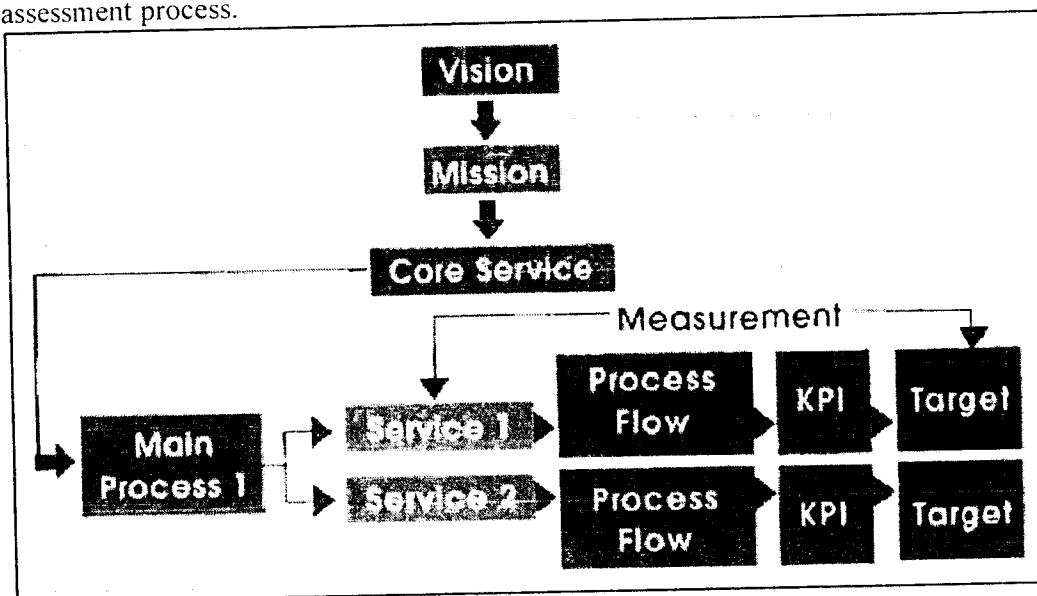 assessment process.
Vision
Mission
Core Service
Measurement
Main
Process 1
Service 1
Process
Flow
KPI
Target
Service 2
Process
Flow
KPI
Target